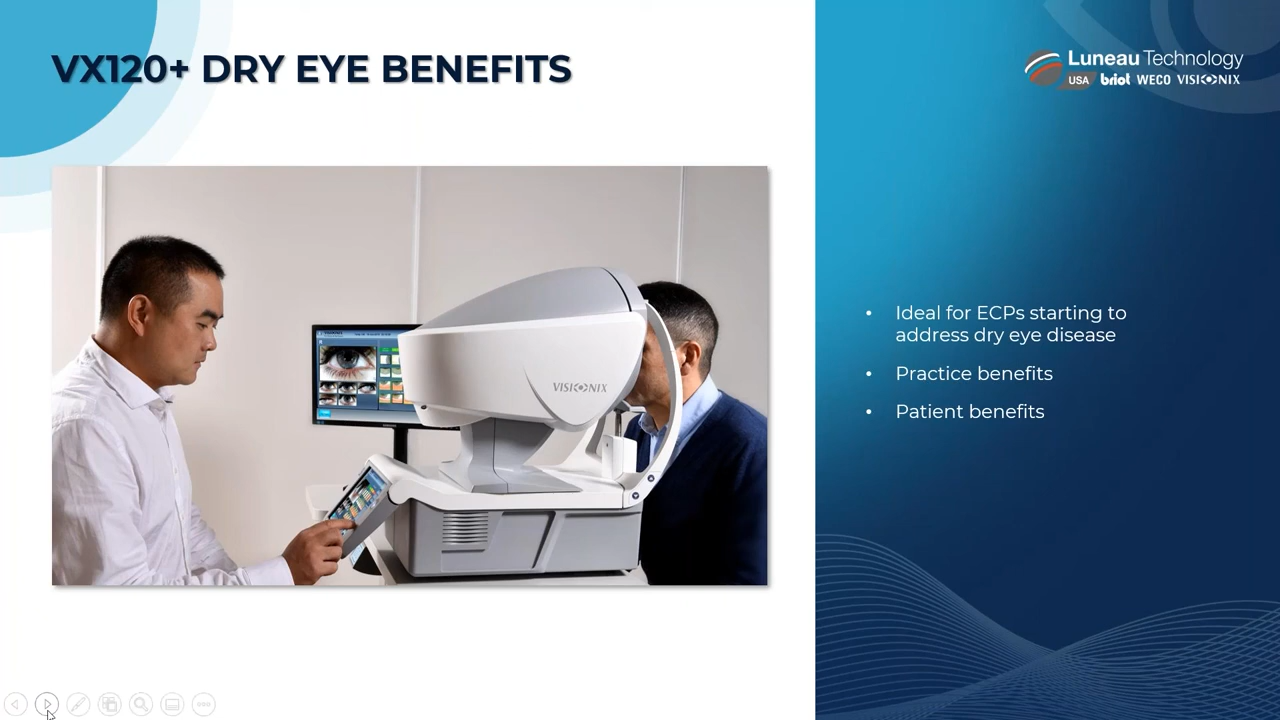 VX120+ DRY EYE BENEFITS
Luneau Technology
USA briot WECO VISIONIX
VISIONIX
• Ideal for ECPs starting to
address dry eye disease
• Practice benefits
• Patient benefits